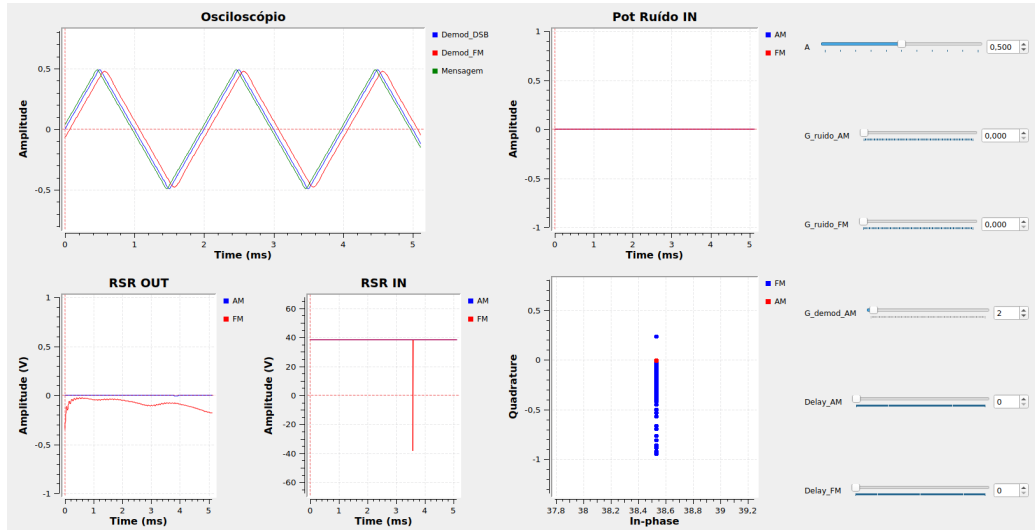 Osciloscópio
Amplitude
0,5
0
-0,5
0 1 2 3 4 5
Time (ms)
Demod_DSB
Demod_FM
Mensagem
Pot Ruído IN
Amplitude
1
0,5
0
-0,5
-1
0 1 2 3 4 5
Time (ms)
AM
FM
A
0,500
G_ruido_AM
0,000
G_ruido_FM
0,000
RSR OUT
Amplitude (V)
1
0,5
0
-0,5
-1
0 1 2 3 4 5
Time (ms)
AM
FM
RSR IN
Amplitude (V)
60
40
20
0
-20
-40
-60
0 1 2 3 4 5
Time (ms)
AM
FM
Quadrature
0,5
0
-0,5
-1
37.8 38 38.2 38.4 38.6 38.8 39 39.2
In-phase
FM
AM
G_demod_AM
2
Delay_AM
0
Delay_FM
0